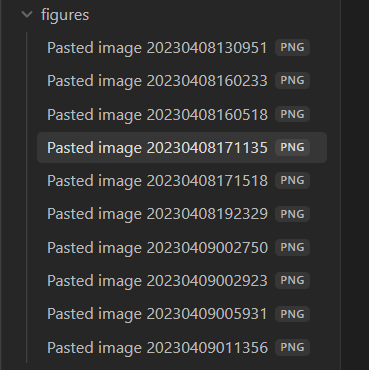 figures
Pasted image 20230408130951 PNG
Pasted image 20230408160233 PNG
Pasted image 20230408160518 PNG
Pasted image 20230408171135 PNG
Pasted image 20230408171518 PNG
Pasted image 20230408192329 PNG
Pasted image 20230409002750 PNG
Pasted image 20230409002923 PNG
Pasted image 20230409005931 PNG
Pasted image 20230409011356 PNG